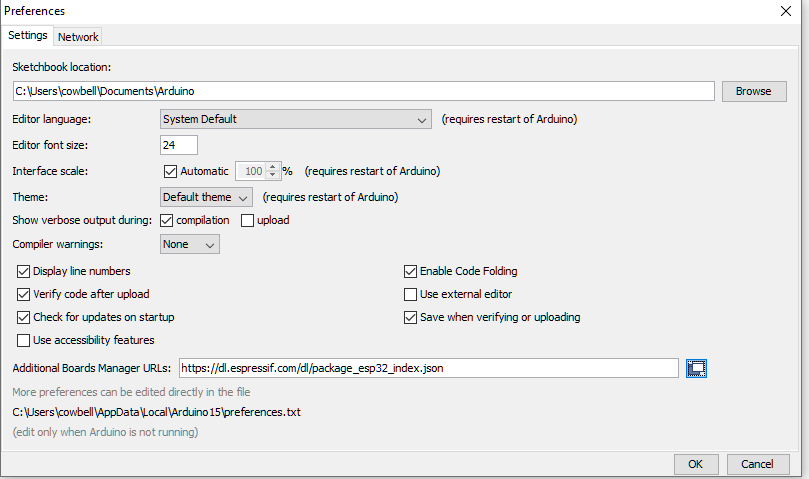 Preferences
Settings Network
Sketchbook location:
C:\Users\cowbell\Documents\Arduino Browse
Editor language: System Default (requires restart of Arduino)
Editor font size: 24
Interface scale: Automatic 100 % (requires restart of Arduino)
Theme: Default theme (requires restart of Arduino)
Show verbose output during: compilation upload
Compiler warnings: None
Display line numbers Enable Code Folding
Verify code after upload Use external editor
Check for updates on startup Save when verifying or uploading
Use accessibility features
Additional Boards Manager URLs: https://dl.espressif.com/dl/package_esp32_index.json
More preferences can be edited directly in the file
C:\Users\cowbell\AppData\Local\Arduino15\preferences.txt
(edit only when Arduino is not running)
OK Cancel